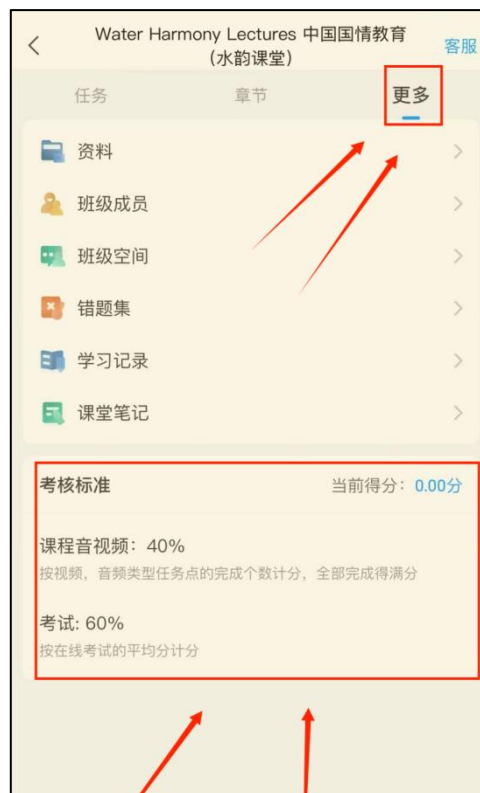 Water Harmony Lectures 中国国情教育
(水韵课堂)
客服
任务
章节
更多
资料
班级成员
班级空间
错题集
学习记录
课堂笔记
考核标准
当前得分：0.00分
课程音视频：40%
按视频，音频类型任务点的完成个数计分，全部完成得满分
考试: 60%
按在线考试的平均分计分